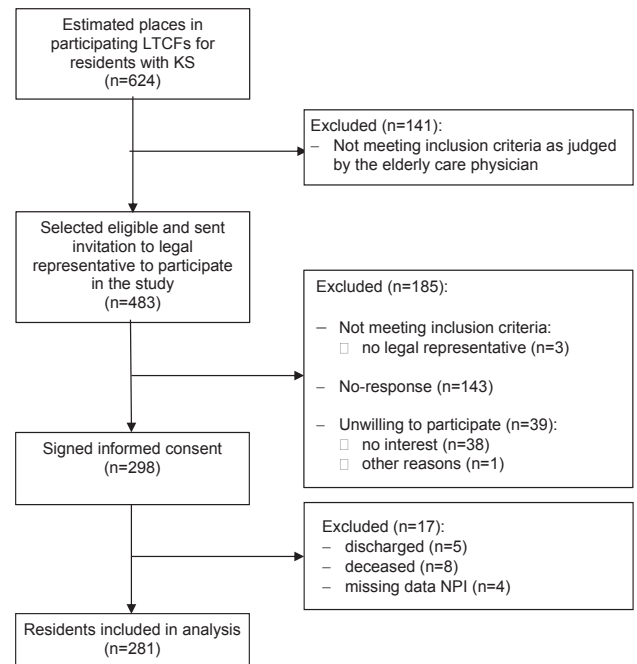 Estimated places in
participating LTCFs for
residents with KS
(n=624)
Excluded (n=141):
− Not meeting inclusion criteria as judged
by the elderly care physician
Selected eligible and sent
invitation to legal
representative to participate
in the study
(n=483)
Excluded (n=185):
− Not meeting inclusion criteria:
□ no legal representative (n=3)
− No-response (n=143)
− Unwilling to participate (n=39):
□ no interest (n=38)
□ other reasons (n=1)
Signed informed consent
(n=298)
Excluded (n=17):
− discharged (n=5)
− deceased (n=8)
− missing data NPI (n=4)
Residents included in analysis
(n=281)